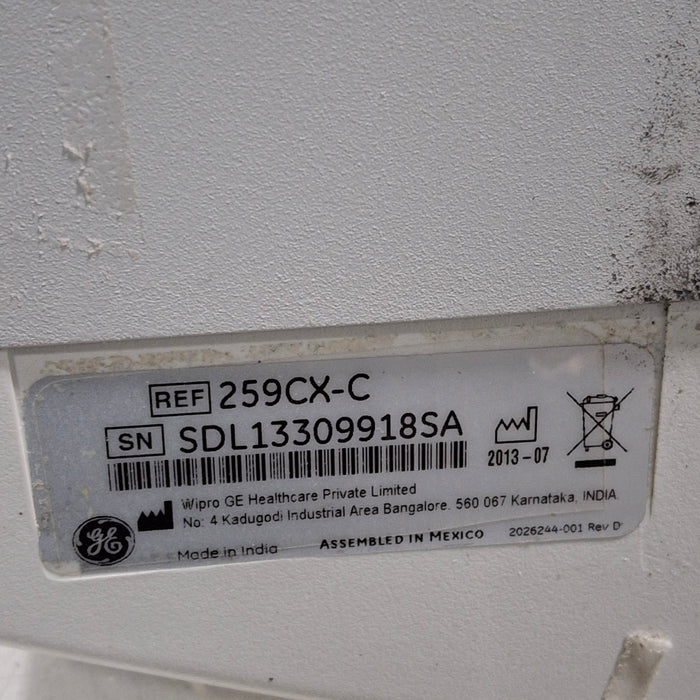 REF 259CX-C
SN SDL13309918SA
2013-07
Wipro GE Healthcare Private Limited
No: 4 Kadugodi Industrial Area Bangalore. 560 067 Karnataka, INDIA
GE
Made in India ASSEMBLED IN MEXICO 2026244-001 Rev D